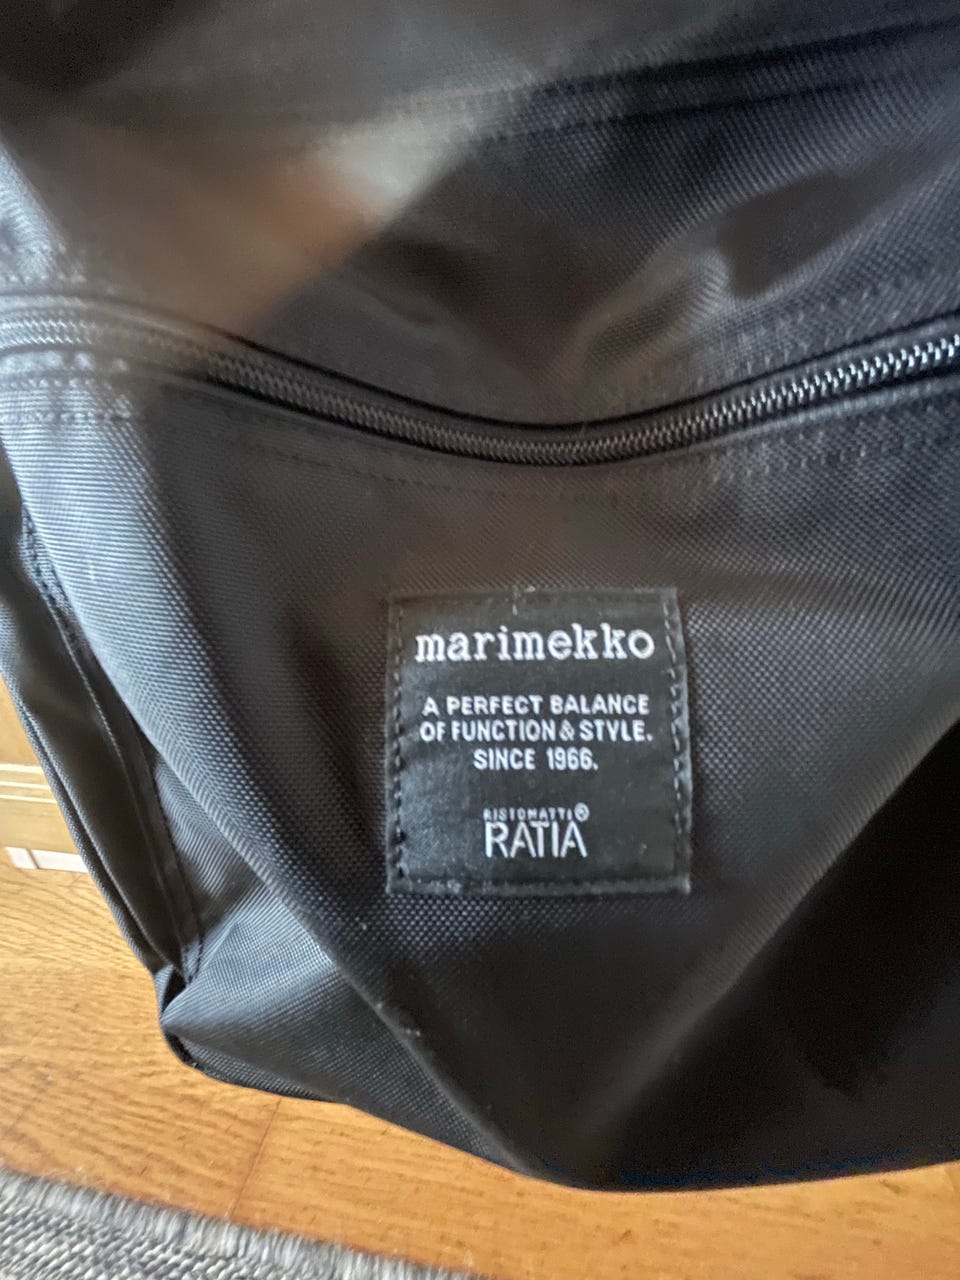 marimekko
A PERFECT BALANCE
OF FUNCTION & STYLE.
SINCE 1966.
RISTOMATTI®
RATIA